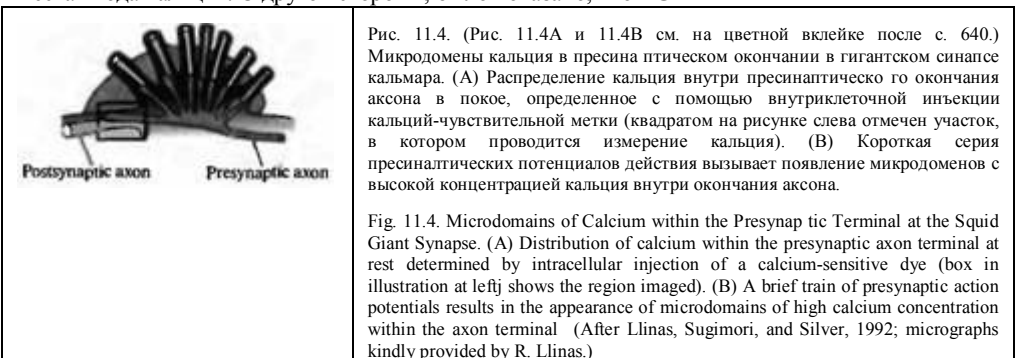 Рис. 11.4. (Рис. 11.4А и 11.4В см. на цветной вклейке после с. 640.)
Микродомены кальция в пресина птическом окончании в гигантском синапсе
кальмара. (А) Распределение кальция внутри пресинаптическо го окончания
аксона в покое, определенное с помощью внутриклеточной инъекции
кальций-чувствительной метки (квадратом на рисунке слева отмечен участок,
в котором проводится измерение кальция). (В) Короткая серия
пресиналтических потенциалов действия вызывает появление микродоменов с
высокой концентрацией кальция внутри окончания аксона.
Postsynaptic axon Presynaptic axon
Fig. 11.4. Microdomains of Calcium within the Presynap tic Terminal at the Squid
Giant Synapse. (A) Distribution of calcium within the presynaptic axon terminal at
rest determined by intracellular injection of a calcium-sensitive dye (box in
illustration at leftj shows the region imaged). (B) A brief train of presynaptic action
potentials results in the appearance of microdomains of high calcium concentration
within the axon terminal (After Llinas, Sugimori, and Silver, 1992; micrographs
kindly provided by R. Llinas.)